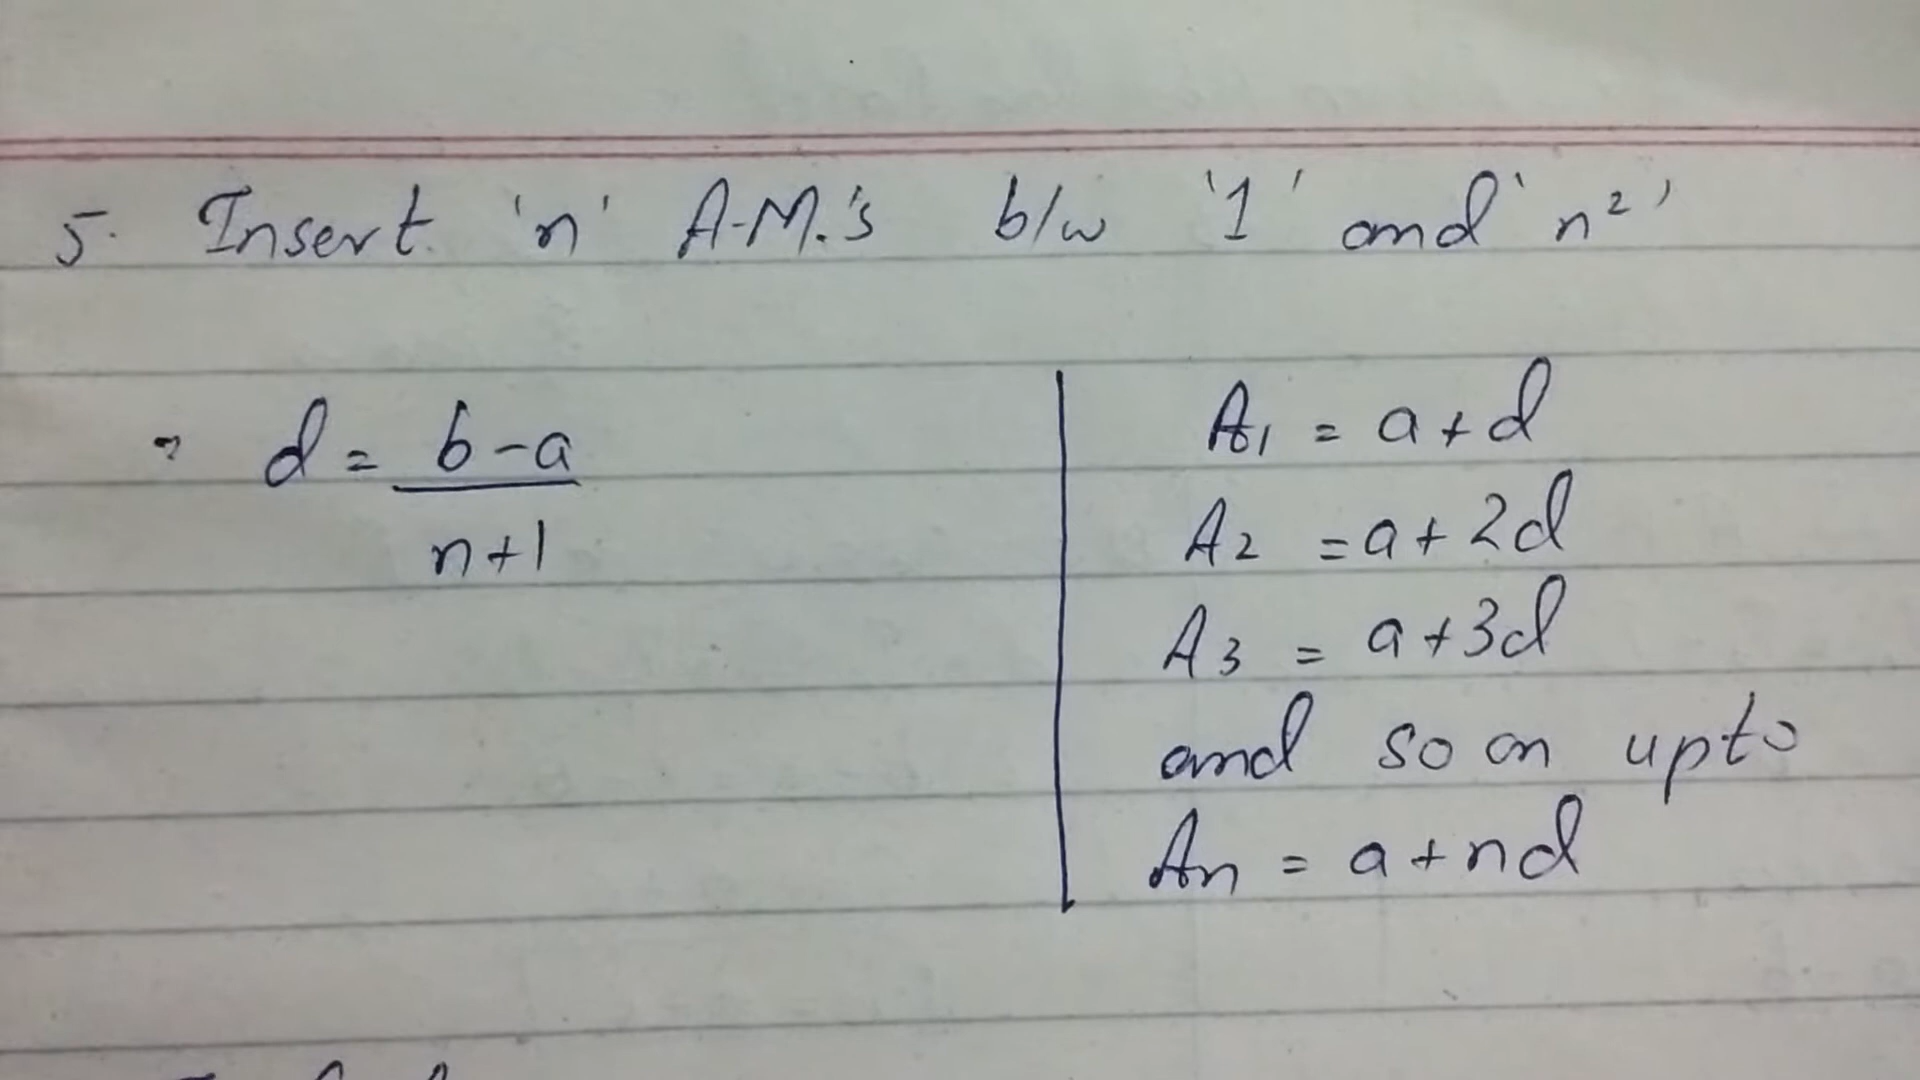 5. Insert 'n' A.M.'s b/w '1' and 'n²'
d = b-a
n+1
A1 = a+d
A2 = a+2d
A3 = a+3d
and so on upto
An = a+nd